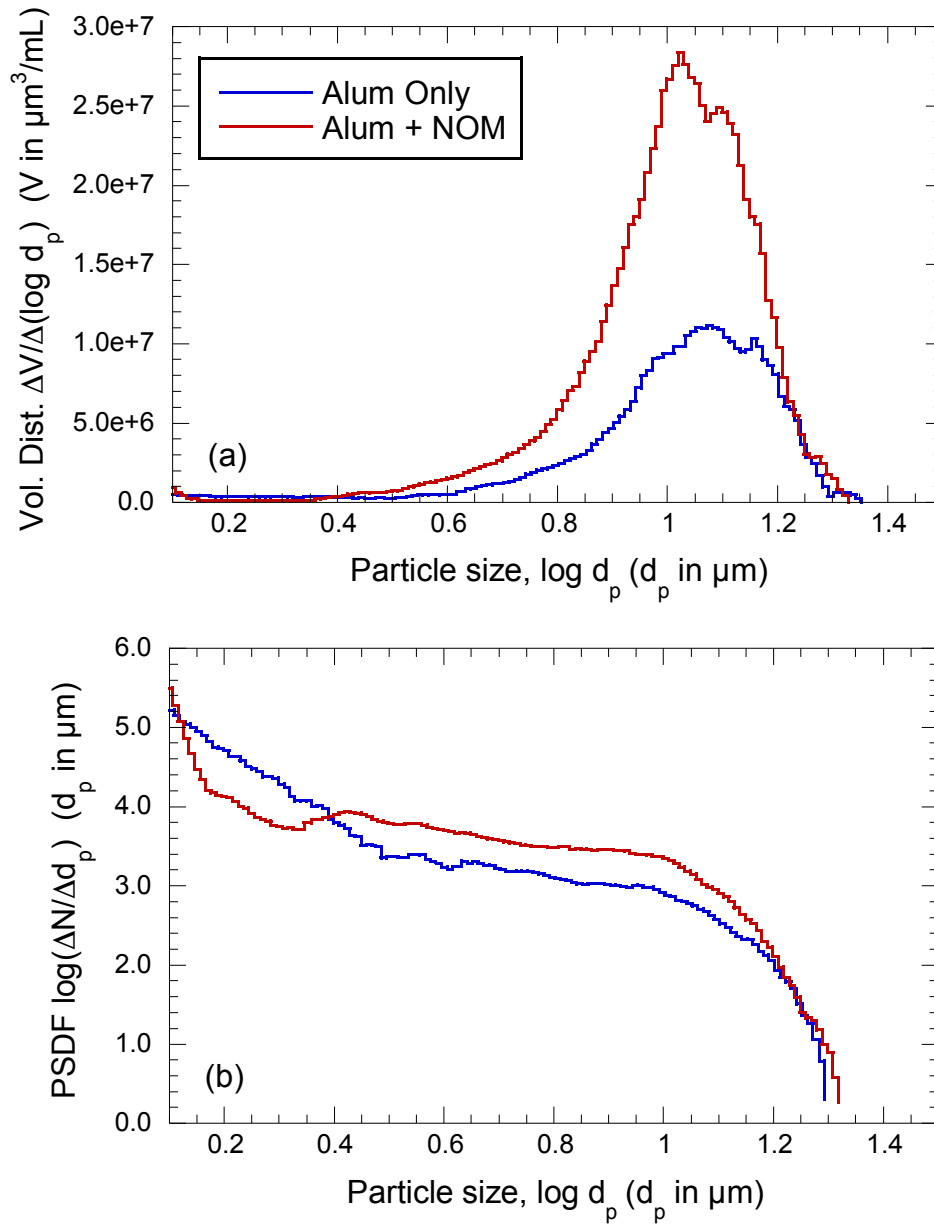 3.0e+7
2.5e+7
2.0e+7
1.5e+7
1.0e+7
5.0e+6
0.0
Vol. Dist. ΔV/Δ(log dₚ) (V in µm³/mL)
Alum Only
Alum + NOM
(a)
0.2 0.4 0.6 0.8 1 1.2 1.4
Particle size, log dₚ (dₚ in µm)
6.0
5.0
4.0
3.0
2.0
1.0
0.0
PSDF log(ΔN/Δdₚ) (dₚ in µm)
(b)
0.2 0.4 0.6 0.8 1 1.2 1.4
Particle size, log dₚ (dₚ in µm)